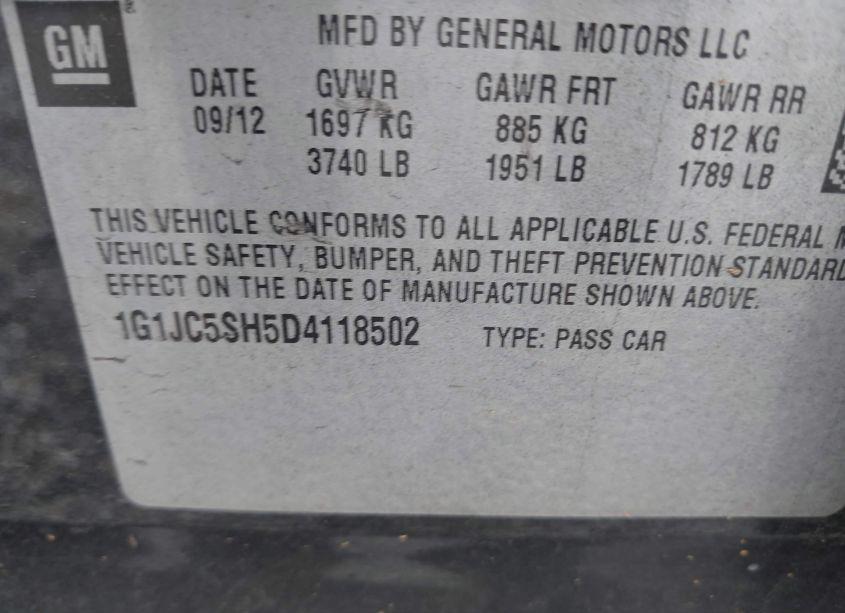 GM
MFD BY GENERAL MOTORS LLC
DATE GVWR GAWR FRT GAWR RR
09/12 1697 KG 885 KG 812 KG
3740 LB 1951 LB 1789 LB
THIS VEHICLE CONFORMS TO ALL APPLICABLE U.S. FEDERAL
VEHICLE SAFETY, BUMPER, AND THEFT PREVENTION STANDARD
EFFECT ON THE DATE OF MANUFACTURE SHOWN ABOVE.
1G1JC5SH5D4118502 TYPE: PASS CAR